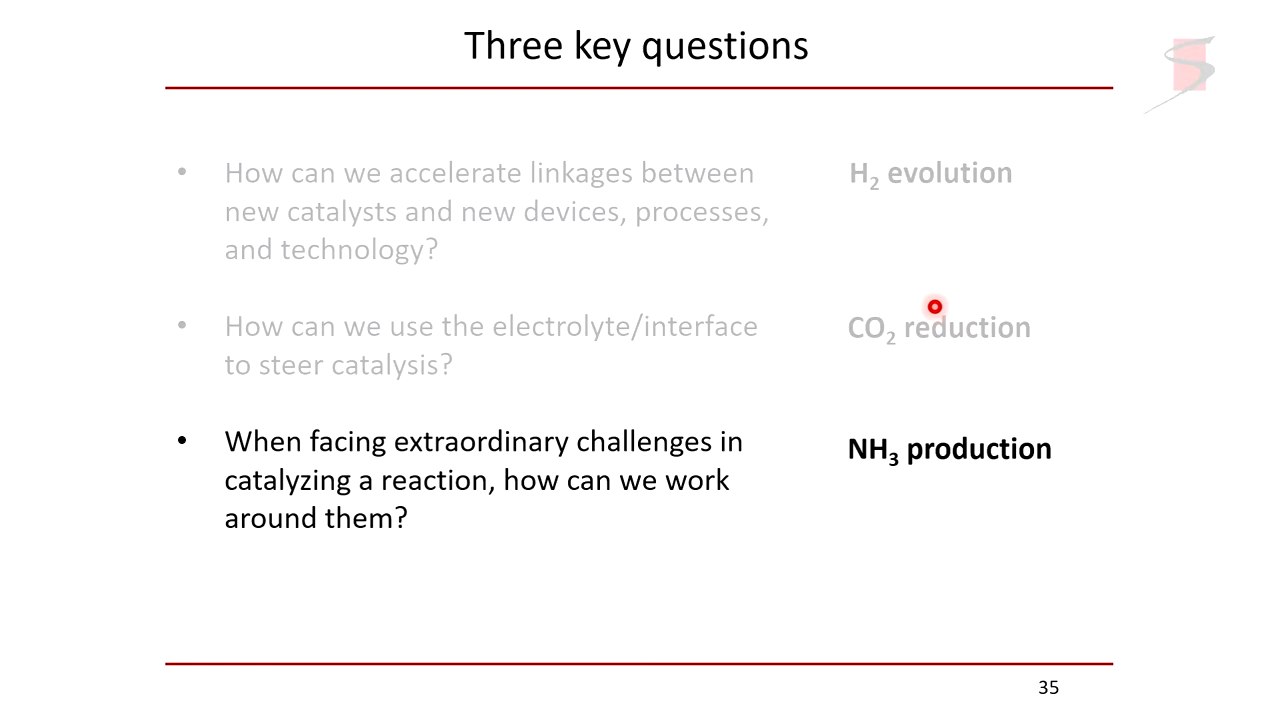 Three key questions
• How can we accelerate linkages between
new catalysts and new devices, processes,
and technology?
H₂ evolution
• How can we use the electrolyte/interface
to steer catalysis?
CO₂ reduction
• When facing extraordinary challenges in
catalyzing a reaction, how can we work
around them?
NH₃ production
35